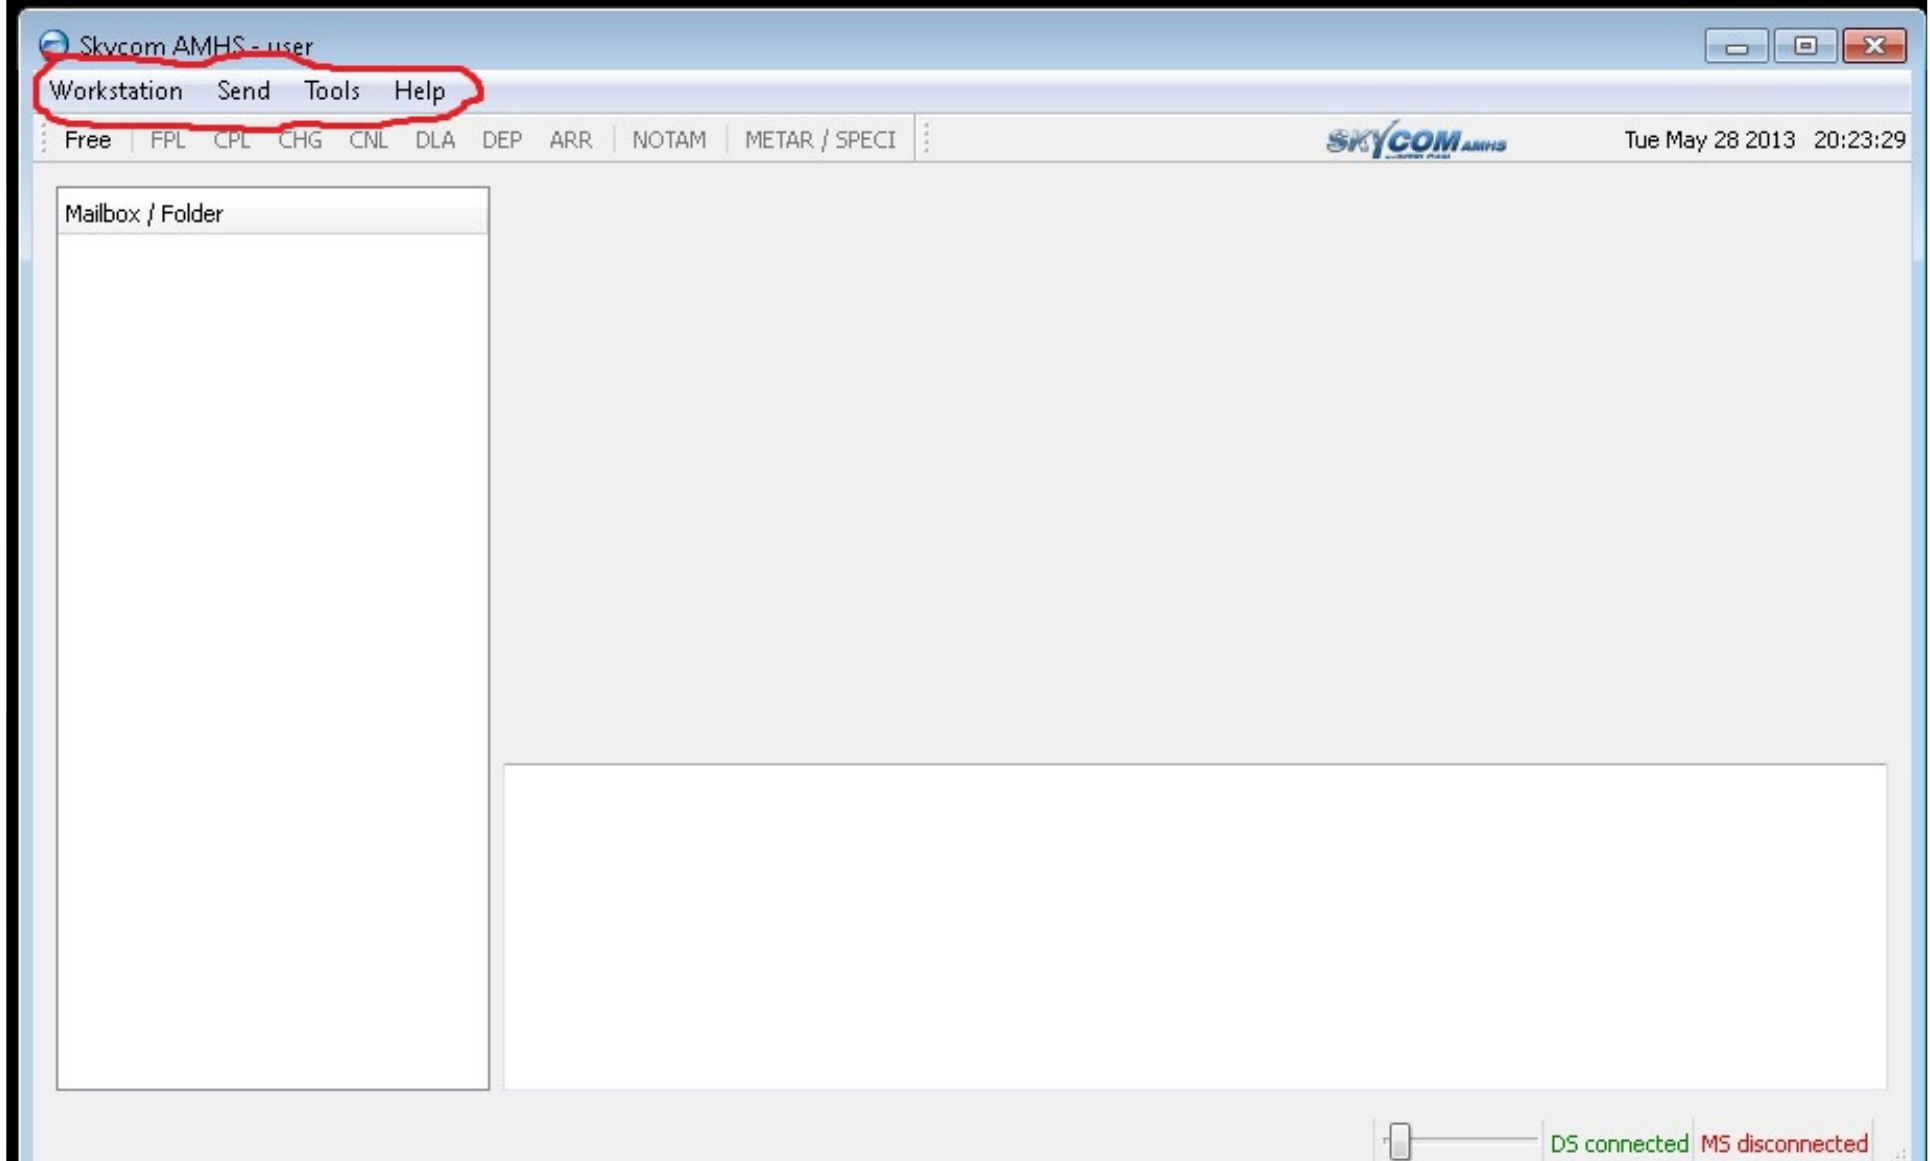 Skycom AMHS - user
Workstation Send Tools Help
Free FPL CPL CHG CNL DLA DEP ARR NOTAM METAR / SPECI SKYCOM AMHS Tue May 28 2013 20:23:29
Mailbox / Folder
DS connected MS disconnected